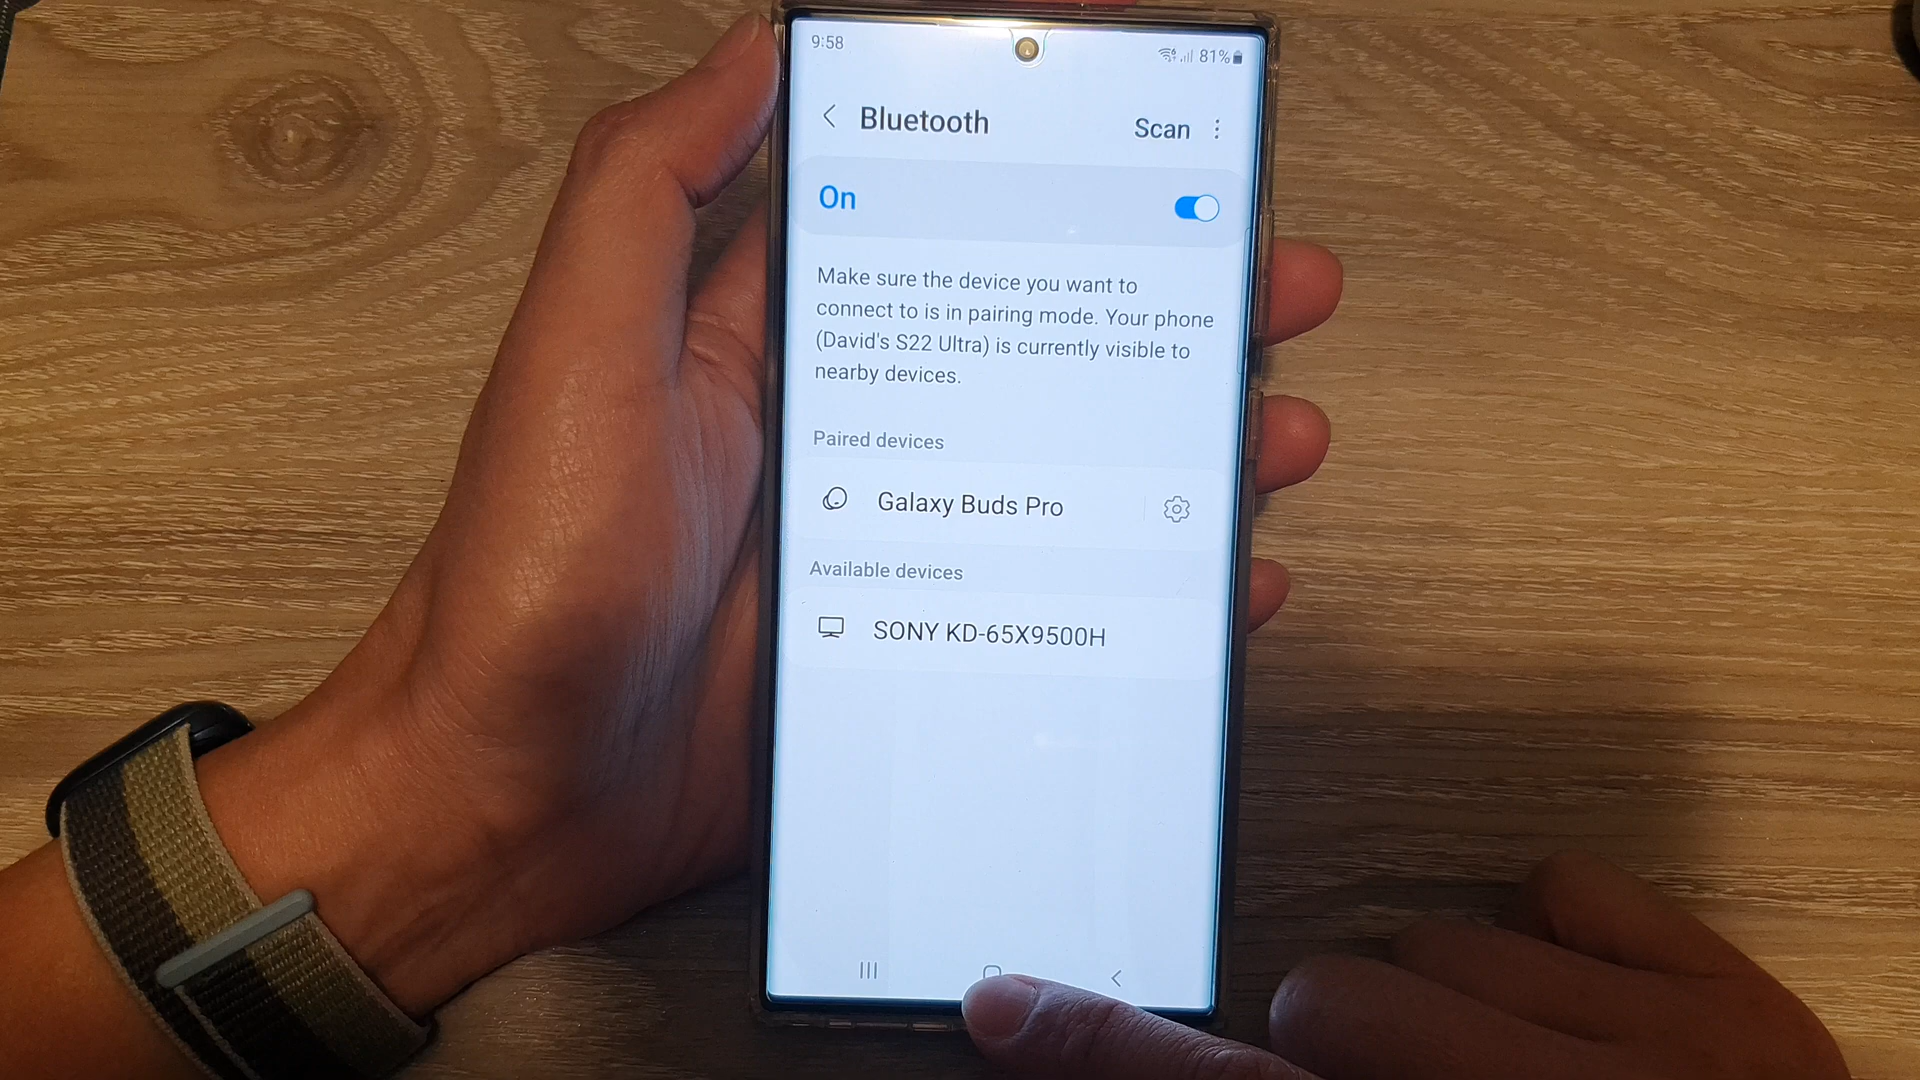 9:58
81%
Bluetooth
Scan
On
Make sure the device you want to
connect to is in pairing mode. Your phone
(David's S22 Ultra) is currently visible to
nearby devices.
Paired devices
Galaxy Buds Pro
Available devices
SONY KD-65X9500H